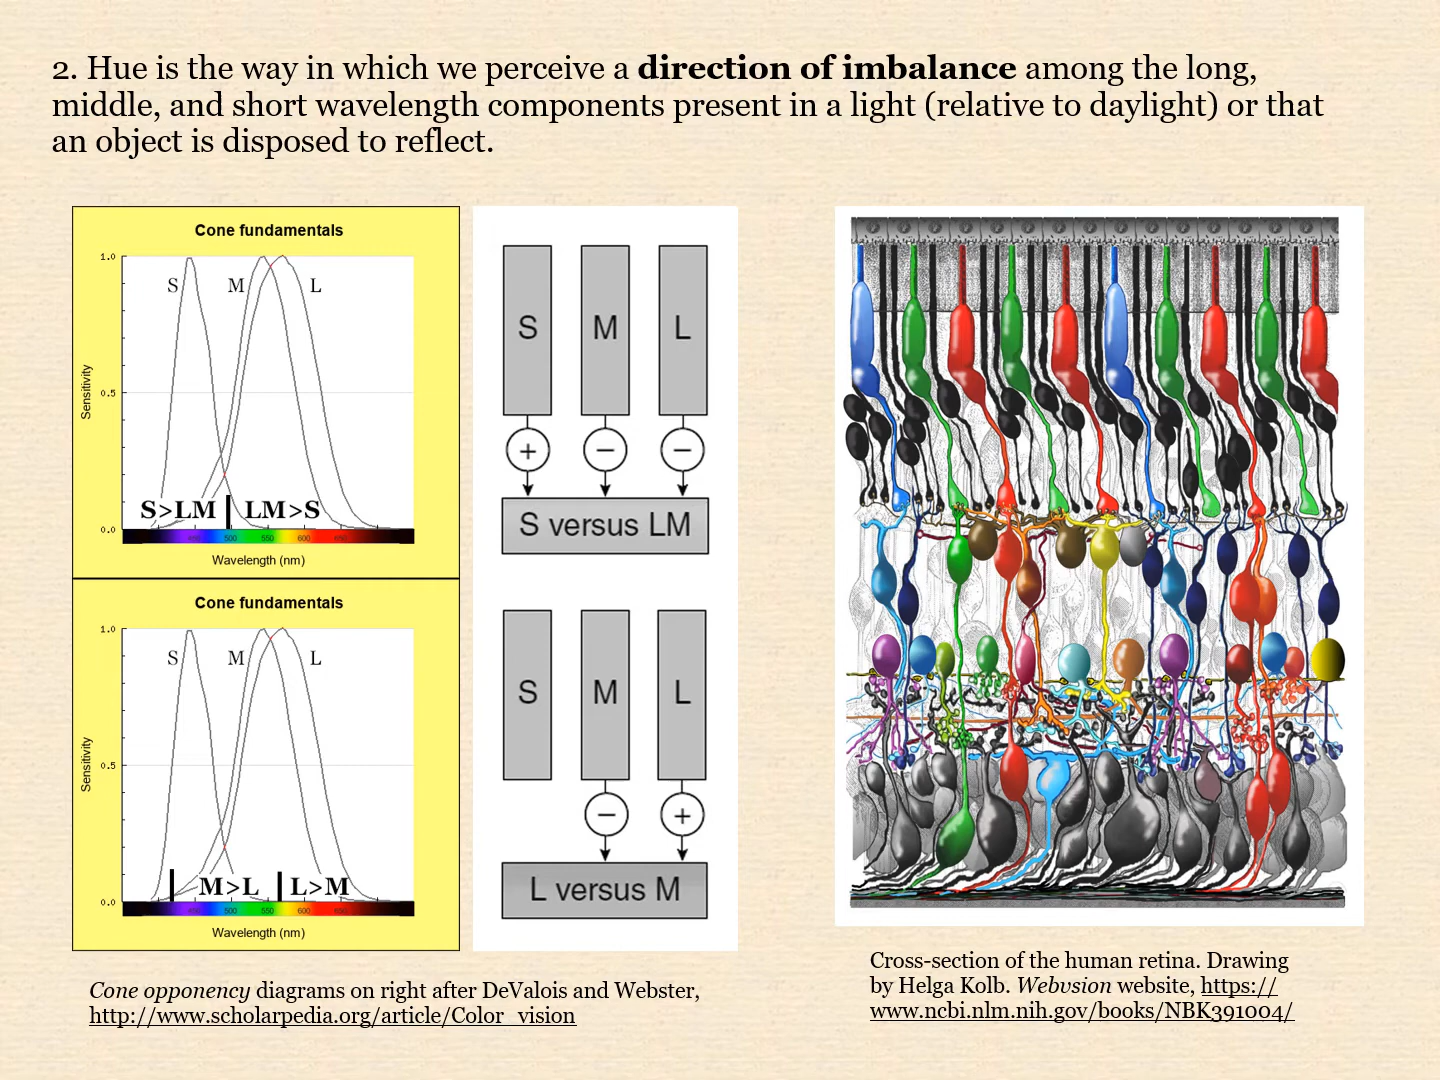 2. Hue is the way in which we perceive a direction of imbalance among the long,
middle, and short wavelength components present in a light (relative to daylight) or that
an object is disposed to reflect.
Cone fundamentals
1.0
S
M
L
Sensitivity
0.5
S>LM
LM>S
0.0
450
500
550
600
650
Wavelength (nm)
S
M
L
+
−
−
S versus LM
Cone fundamentals
1.0
S
M
L
Sensitivity
0.5
M>L
L>M
0.0
450
500
550
600
650
Wavelength (nm)
S
M
L
−
+
L versus M
Cone opponency diagrams on right after DeValois and Webster,
http://www.scholarpedia.org/article/Color_vision
Cross-section of the human retina. Drawing
by Helga Kolb. Webvsion website, https://
www.ncbi.nlm.nih.gov/books/NBK391004/